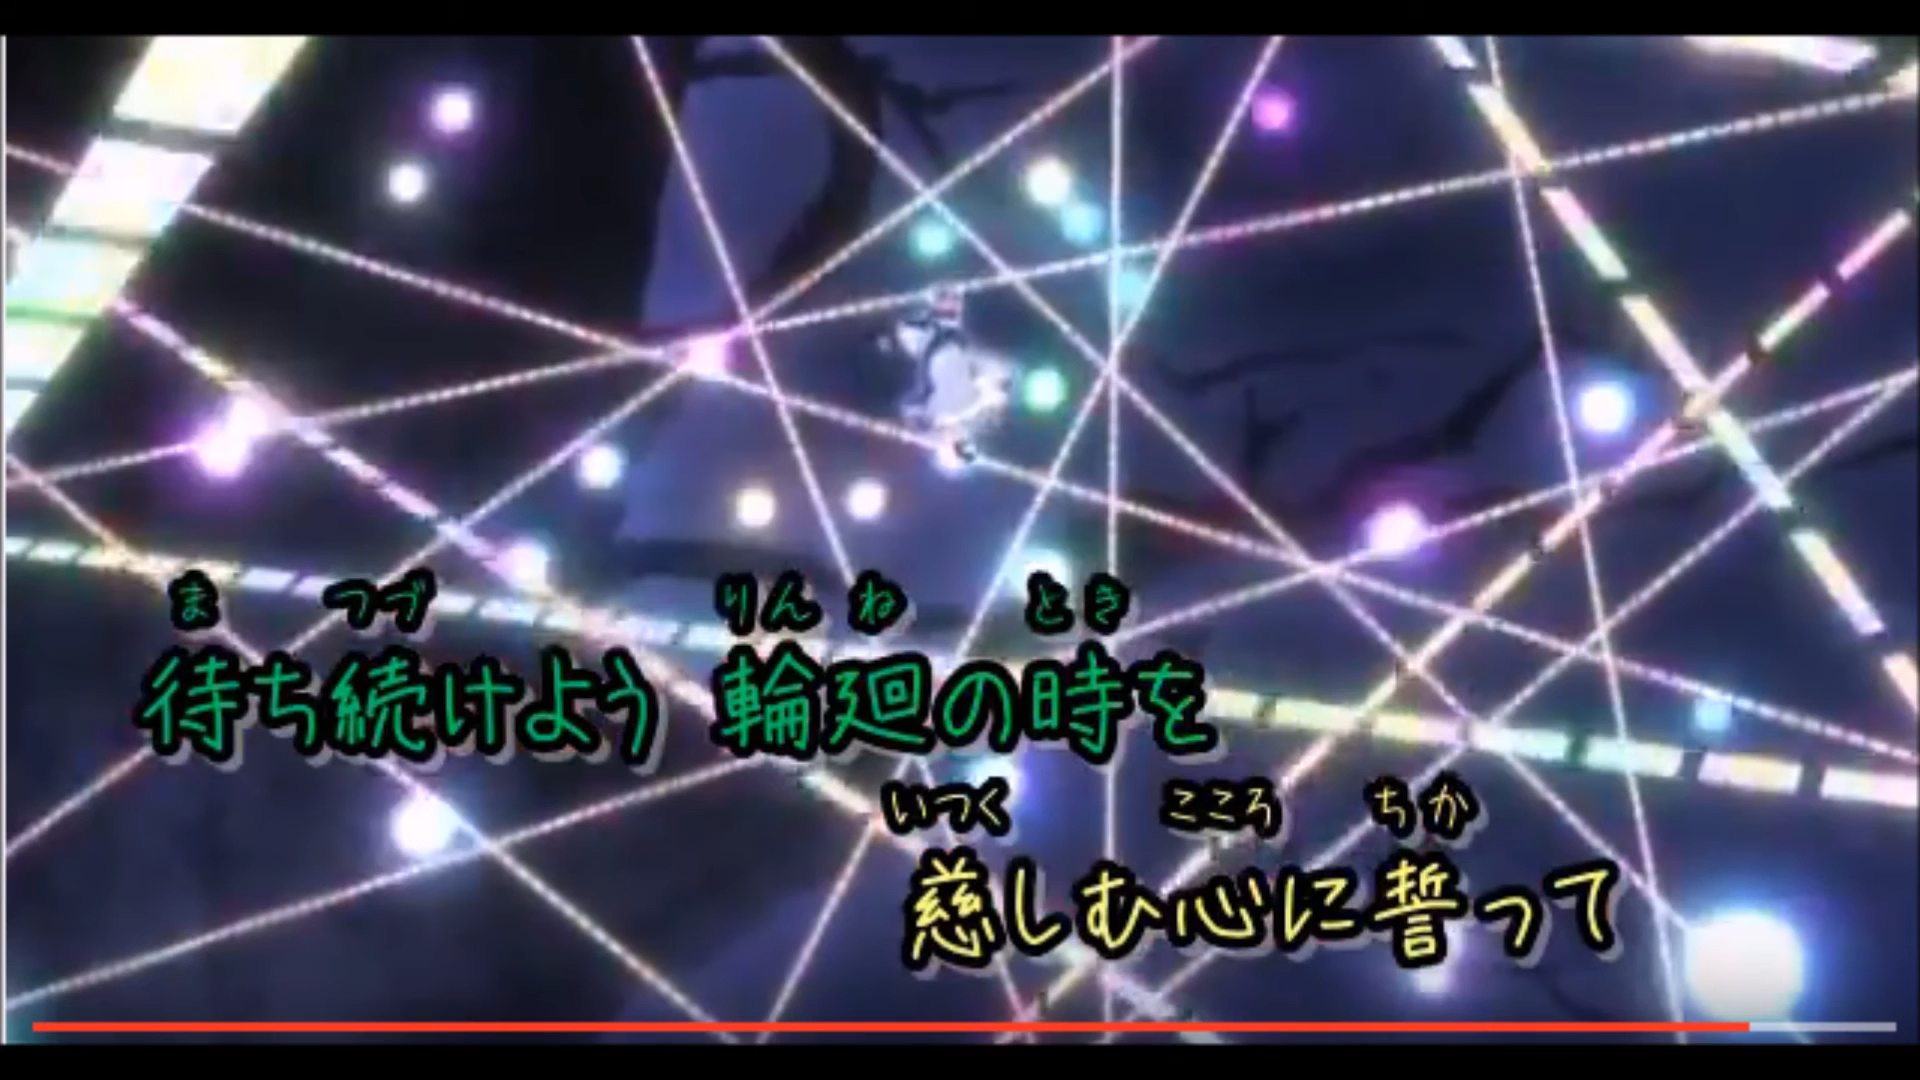 ま つづ りんね とき
待ち続けよう 輪廻の時を
いつく こころ ちか
慈しむ心に誓って